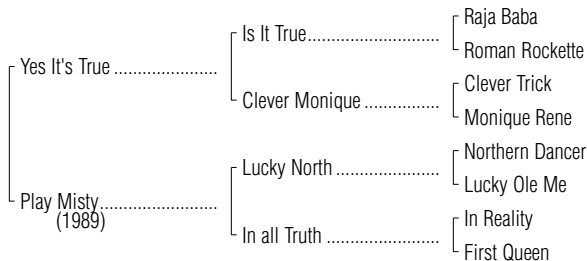 Raja Baba
Is It True
Roman Rockette
Yes It's True
Clever Trick
Clever Monique
Monique Rene
Northern Dancer
Lucky North
Lucky Ole Me
Play Misty
(1989)
In Reality
In all Truth
First Queen